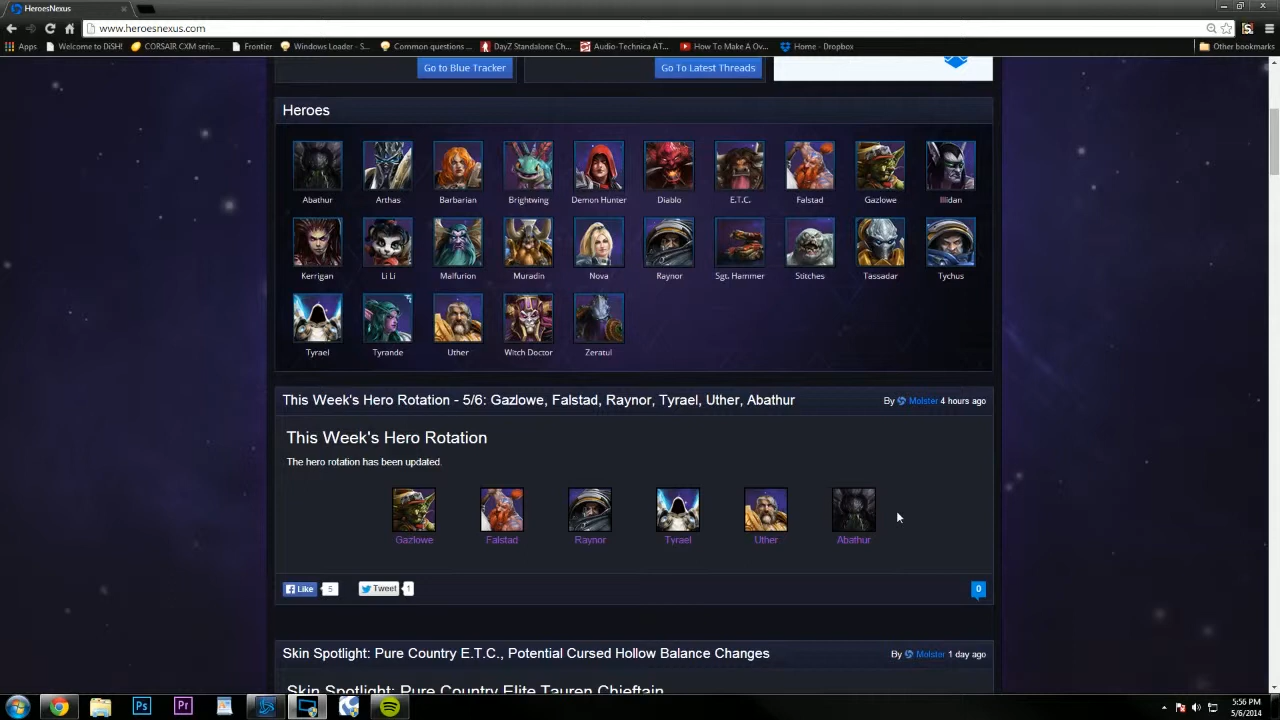 HeroesNexus
www.heroesnexus.com
Apps Welcome to DiSH! CORSAIR CXM serie... Frontier Windows Loader - S... Common questions ... DayZ Standalone Ch... Audio-Technica AT... How To Make A Ov... Home - Dropbox Other bookmarks
Go to Blue Tracker Go To Latest Threads
Heroes
Abathur Arthas Barbarian Brightwing Demon Hunter Diablo E.T.C. Falstad Gazlowe Illidan
Kerrigan Li Li Malfurion Muradin Nova Raynor Sgt. Hammer Stitches Tassadar Tychus
Tyrael Tyrande Uther Witch Doctor Zeratul
This Week's Hero Rotation - 5/6: Gazlowe, Falstad, Raynor, Tyrael, Uther, Abathur By Molster 4 hours ago
This Week's Hero Rotation
The hero rotation has been updated.
Gazlowe Falstad Raynor Tyrael Uther Abathur
Like 5 Tweet 1 0
Skin Spotlight: Pure Country E.T.C., Potential Cursed Hollow Balance Changes By Molster 1 day ago
Skin Spotlight: Pure Country Elite Tauren Chieftain
Ps Pr 5:56 PM
5/6/2014